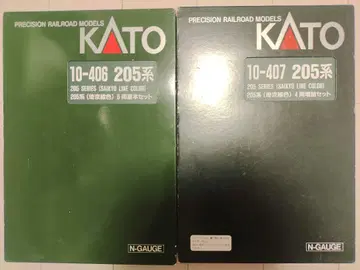 PRECISION RAILROAD MODELS
KATO
10-406 205系
205 SERIES (SAIKYO LINE COLOR)
205系(埼京線色)6両基本セット
N-GAUGE
PRECISION RAILROAD MODELS
KATO
10-407 205系
205 SERIES (SAIKYO LINE COLOR)
205系(埼京線色)4両増結セット
N-GAUGE